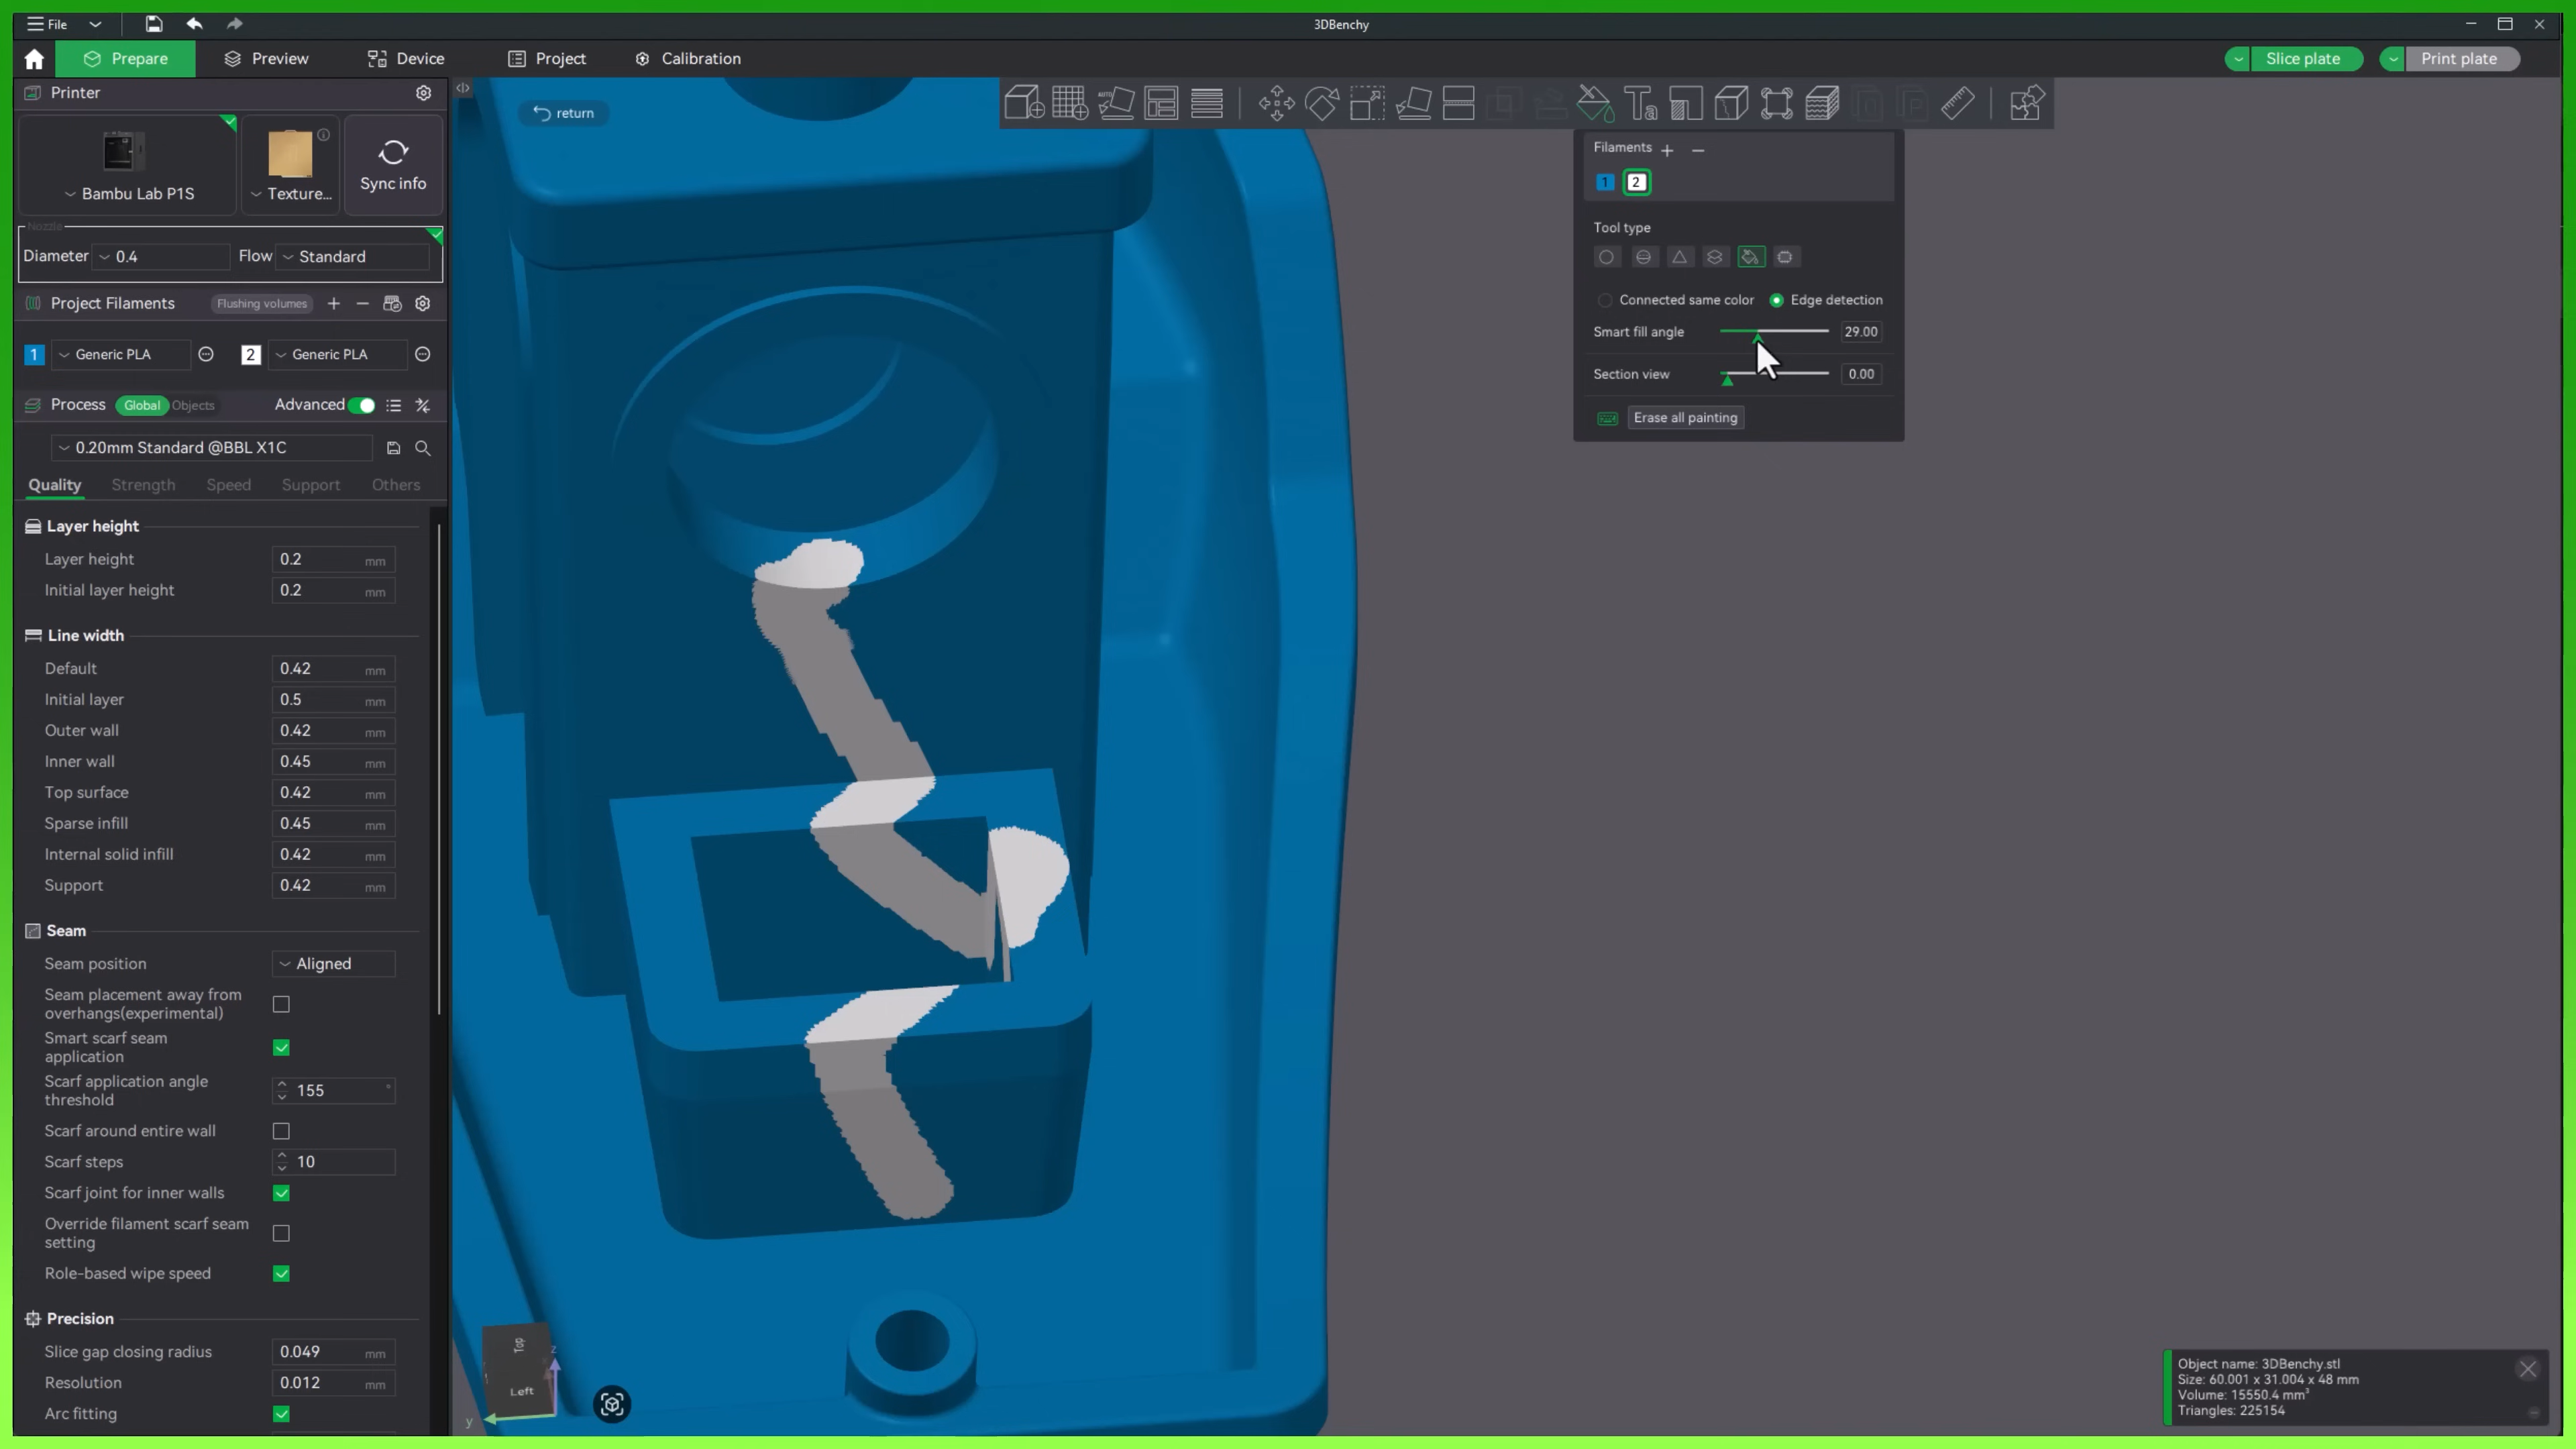 File
3DBenchy
Prepare
Preview
Device
Project
Calibration
Slice plate
Print plate
Printer
Bambu Lab P1S
Texture...
Sync info
Nozzle
Diameter
0.4
Flow
Standard
Project Filaments
Flushing volumes
1
Generic PLA
2
Generic PLA
Process
Global
Objects
Advanced
0.20mm Standard @BBL X1C
Quality
Strength
Speed
Support
Others
Layer height
Layer height
0.2
mm
Initial layer height
0.2
mm
Line width
Default
0.42
mm
Initial layer
0.5
mm
Outer wall
0.42
mm
Inner wall
0.45
mm
Top surface
0.42
mm
Sparse infill
0.45
mm
Internal solid infill
0.42
mm
Support
0.42
mm
Seam
Seam position
Aligned
Seam placement away from
overhangs(experimental)
Smart scarf seam
application
Scarf application angle
threshold
155
°
Scarf around entire wall
Scarf steps
10
Scarf joint for inner walls
Override filament scarf seam
setting
Role-based wipe speed
Precision
Slice gap closing radius
0.049
mm
Resolution
0.012
mm
Arc fitting
return
AUTO
Ta
Filaments
1
2
Tool type
Connected same color
Edge detection
Smart fill angle
29.00
Section view
0.00
Erase all painting
Top
Left
z
y
Object name: 3DBenchy.stl
Size: 60.001 x 31.004 x 48 mm
Volume: 15550.4 mm³
Triangles: 225154